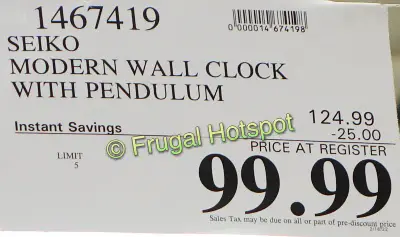 1467419
0000014674198
SEIKO
MODERN WALL CLOCK
WITH PENDULUM
124.99
Instant Savings
-25.00
© Frugal Hotspot
PRICE AT REGISTER
LIMIT
5
99.99
Sales Tax may be due on all or part of pre-discount price